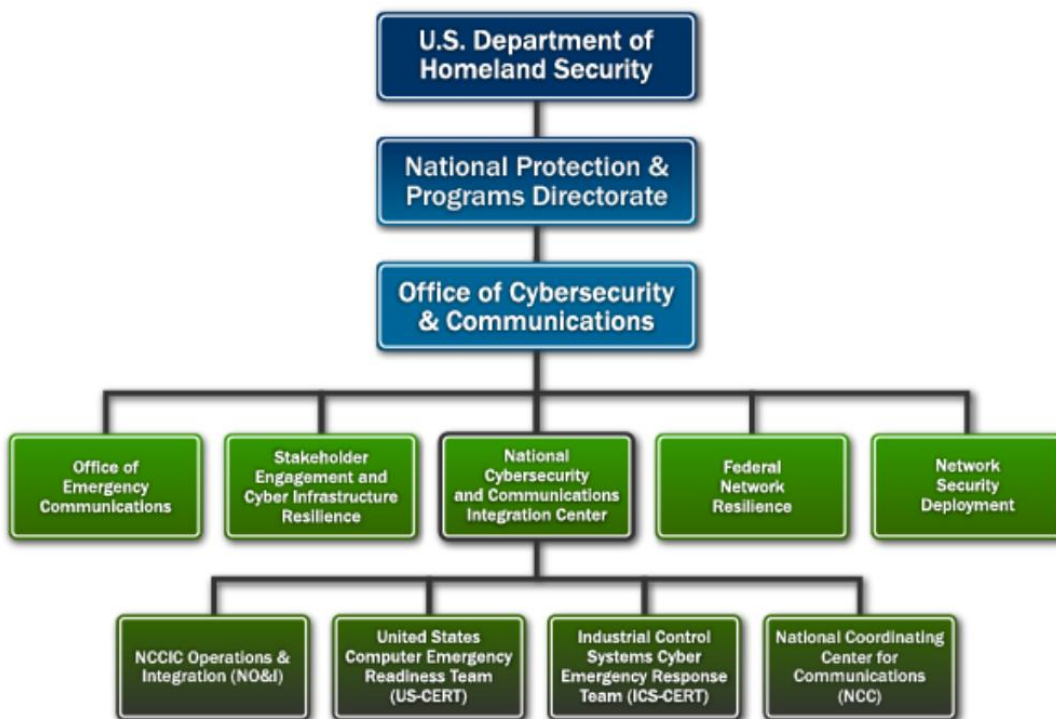 U.S. Department of
Homeland Security
National Protection &
Programs Directorate
Office of Cybersecurity
& Communications
Office of
Emergency
Communications
Stakeholder
Engagement and
Cyber Infrastructure
Resilience
National
Cybersecurity
and Communications
Integration Center
Federal
Network
Resilience
Network
Security
Deployment
NCCIC Operations &
Integration (NO&I)
United States
Computer Emergency
Readiness Team
(US-CERT)
Industrial Control
Systems Cyber
Emergency Response
Team (ICS-CERT)
National Coordinating
Center for
Communications
(NCC)